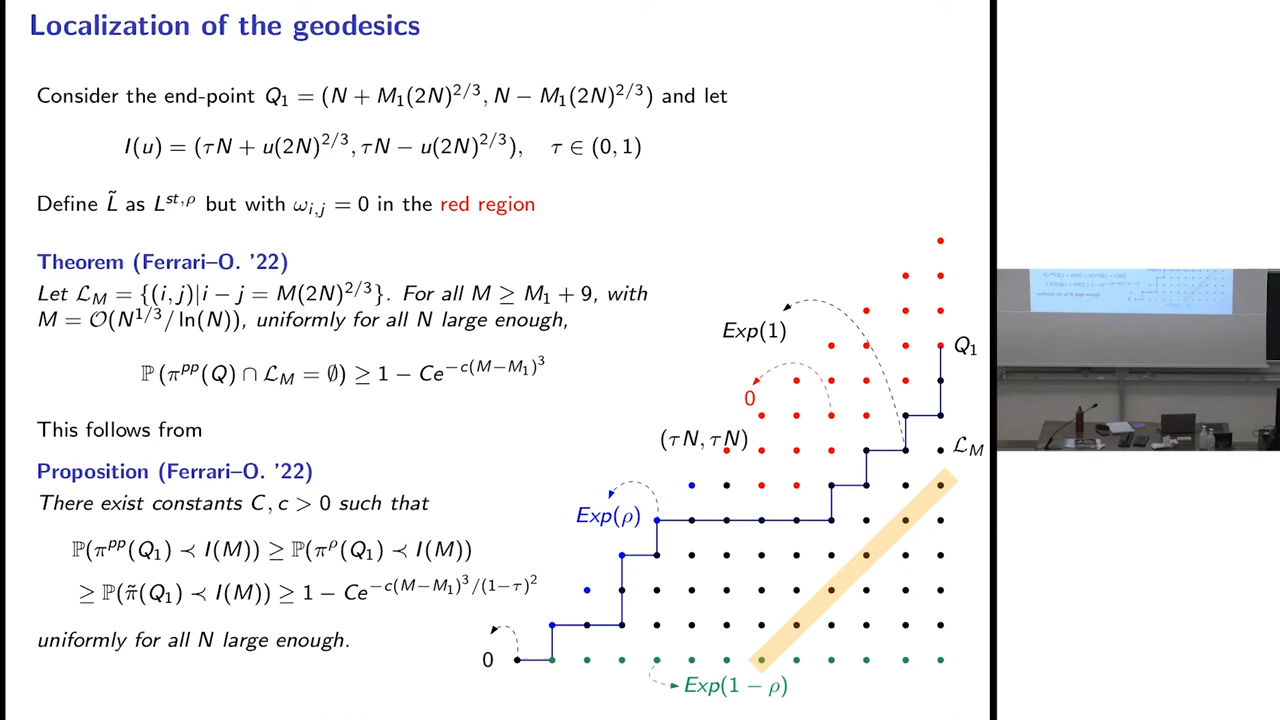 Localization of the geodesics
Consider the end-point Q₁ = (N + M₁(2N)^{2/3}, N − M₁(2N)^{2/3}) and let
I(u) = (τN + u(2N)^{2/3}, τN − u(2N)^{2/3}), τ ∈ (0, 1)
Define L̃ as L^{st,ρ} but with ω_{i,j} = 0 in the red region
Theorem (Ferrari–O. '22)
Let 𝓛_M = {(i, j)|i − j = M(2N)^{2/3}}. For all M ≥ M₁ + 9, with
M = 𝒪(N^{1/3}/ ln(N)), uniformly for all N large enough,
ℙ (π^{pp}(Q) ∩ 𝓛_M = ∅) ≥ 1 − Ce^{−c(M−M₁)³}
This follows from
Proposition (Ferrari–O. '22)
There exist constants C, c > 0 such that
ℙ(π^{pp}(Q₁) ≺ I(M)) ≥ ℙ(π^ρ(Q₁) ≺ I(M))
≥ ℙ(π̃(Q₁) ≺ I(M)) ≥ 1 − Ce^{−c(M−M₁)³/(1−τ)²}
uniformly for all N large enough.
Exp(1)
Q₁
0
(τN, τN)
𝓛_M
Exp(ρ)
0
Exp(1 − ρ)